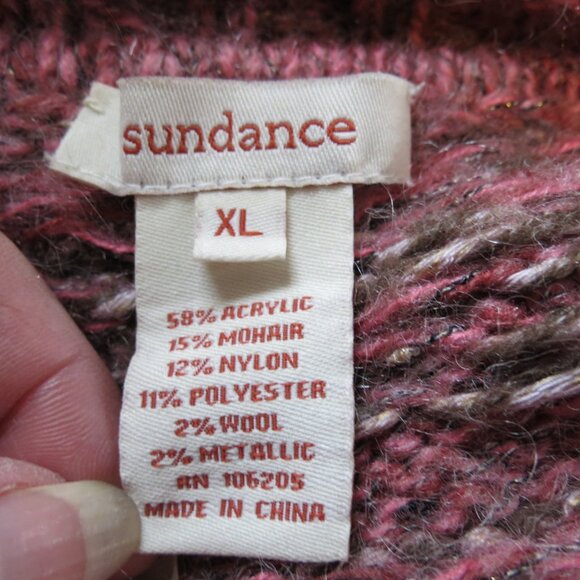 sundance
XL
58% ACRYLIC
15% MOHAIR
12% NYLON
11% POLYESTER
2% WOOL
2% METALLIC
RN 106205
MADE IN CHINA